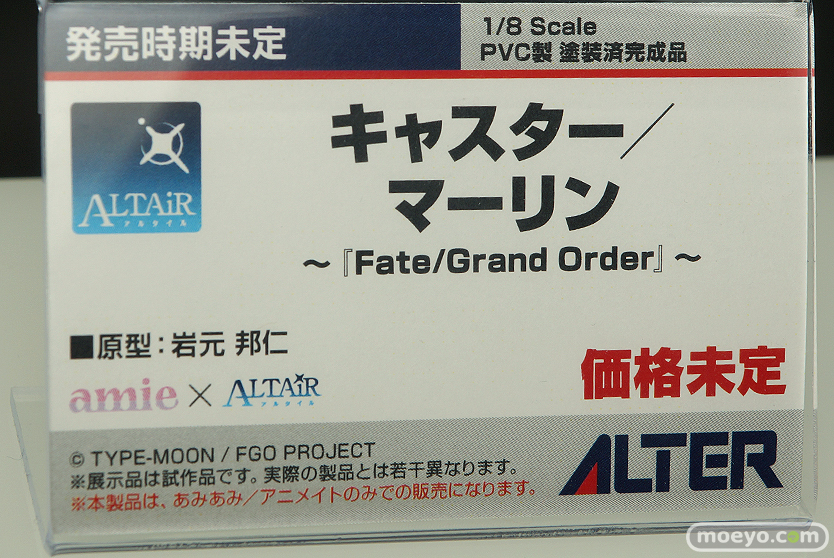 発売時期未定
1/8 Scale
PVC製 塗装済完成品
ALTAiR
アルタイル
キャスター／
マーリン
～『Fate/Grand Order』～
■原型：岩元 邦仁
amie × ALTAiR
アルタイル
価格未定
© TYPE-MOON / FGO PROJECT
※展示品は試作品です。実際の製品とは若干異なります。
※本製品は、あみあみ／アニメイトのみでの販売になります。
ALTER
moeyo.com